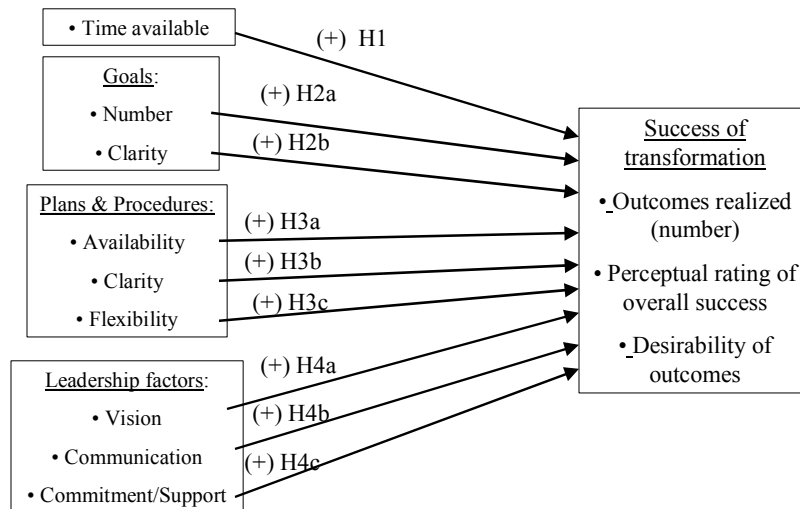 • Time available
(+) H1
Goals:
• Number
• Clarity
(+) H2a
(+) H2b
Plans & Procedures:
• Availability
• Clarity
• Flexibility
(+) H3a
(+) H3b
(+) H3c
Leadership factors:
• Vision
• Communication
• Commitment/Support
(+) H4a
(+) H4b
(+) H4c
Success of
transformation
• Outcomes realized
(number)
• Perceptual rating of
overall success
• Desirability of
outcomes